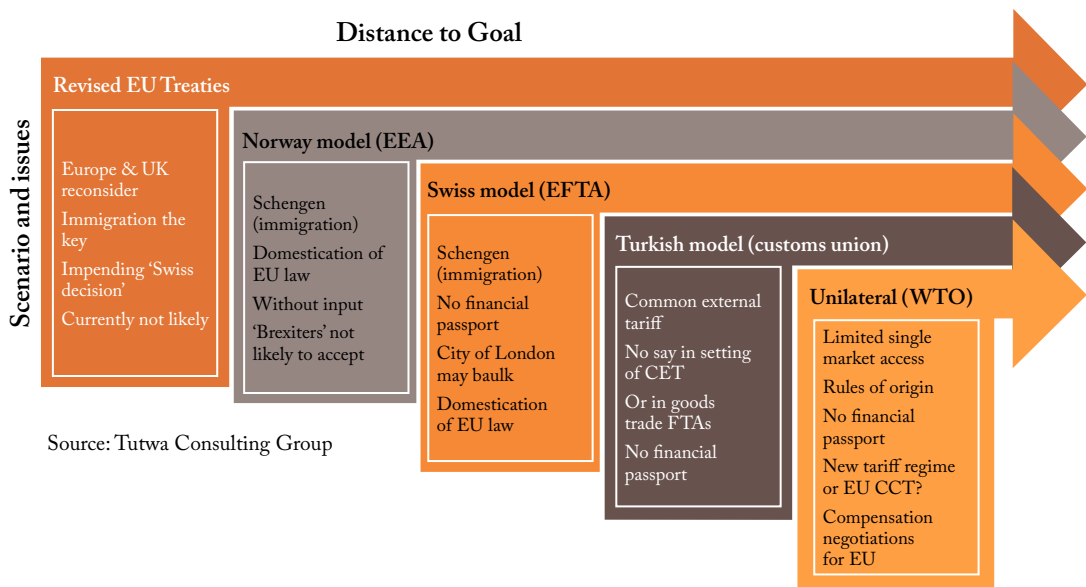 Distance to Goal
Scenario and issues
Revised EU Treaties
Europe & UK
reconsider
Immigration the
key
Impending ‘Swiss
decision’
Currently not likely
Norway model (EEA)
Schengen
(immigration)
Domestication of
EU law
Without input
‘Brexiters’ not
likely to accept
Swiss model (EFTA)
Schengen
(immigration)
No financial
passport
City of London
may baulk
Domestication
of EU law
Turkish model (customs union)
Common external
tariff
No say in setting
of CET
Or in goods
trade FTAs
No financial
passport
Unilateral (WTO)
Limited single
market access
Rules of origin
No financial
passport
New tariff regime
or EU CCT?
Compensation
negotiations
for EU
Source: Tutwa Consulting Group